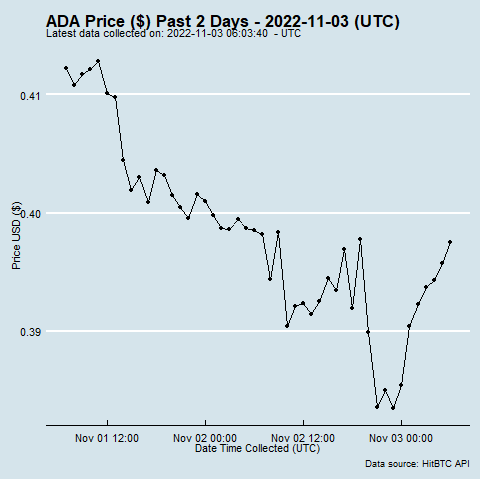 ADA Price ($) Past 2 Days - 2022-11-03 (UTC)
Latest data collected on: 2022-11-03 06:03:40  - UTC
0.41
0.40
0.39
Price USD ($)
Nov 01 12:00
Nov 02 00:00
Nov 02 12:00
Nov 03 00:00
Date Time Collected (UTC)
Data source: HitBTC API